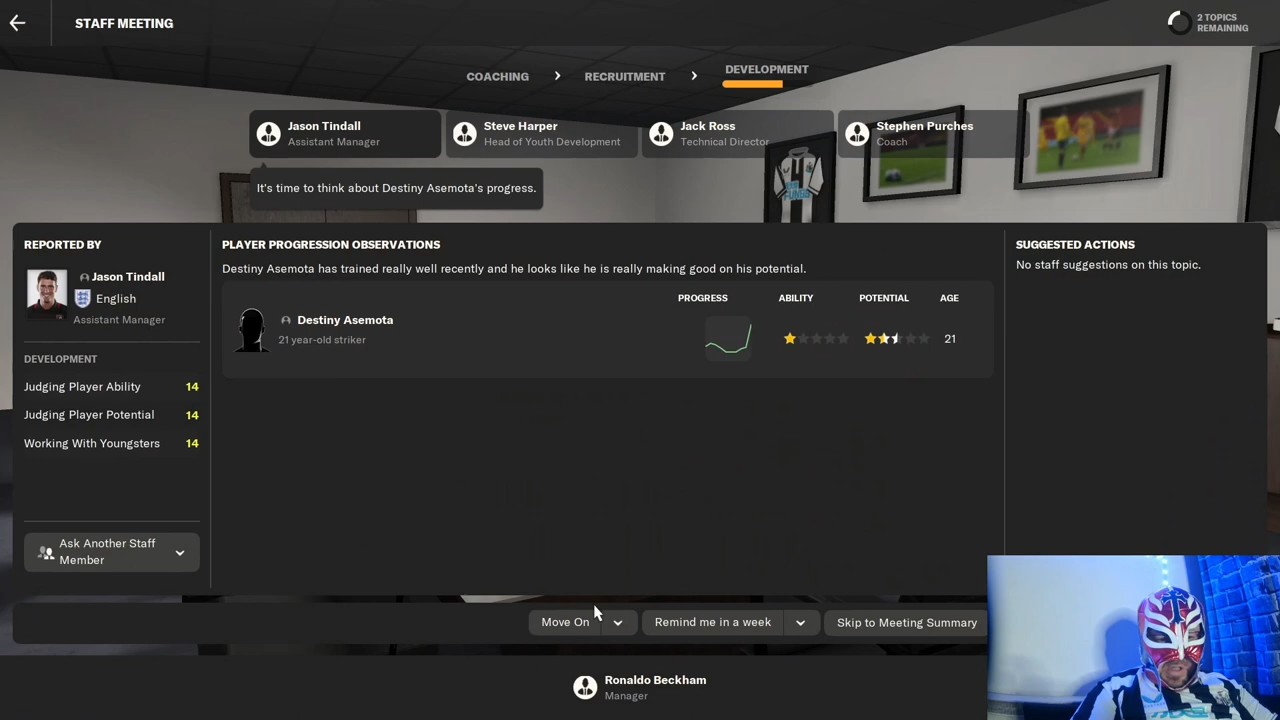 STAFF MEETING
2 TOPICS
REMAINING
COACHING
RECRUITMENT
DEVELOPMENT
Jason Tindall
Assistant Manager
Steve Harper
Head of Youth Development
Jack Ross
Technical Director
Stephen Purches
Coach
It's time to think about Destiny Asemota's progress.
REPORTED BY
Jason Tindall
English
Assistant Manager
DEVELOPMENT
Judging Player Ability 14
Judging Player Potential 14
Working With Youngsters 14
Ask Another Staff
Member
PLAYER PROGRESSION OBSERVATIONS
Destiny Asemota has trained really well recently and he looks like he is really making good on his potential.
PROGRESS ABILITY POTENTIAL AGE
Destiny Asemota
21 year-old striker
21
SUGGESTED ACTIONS
No staff suggestions on this topic.
Move On
Remind me in a week
Skip to Meeting Summary
Ronaldo Beckham
Manager